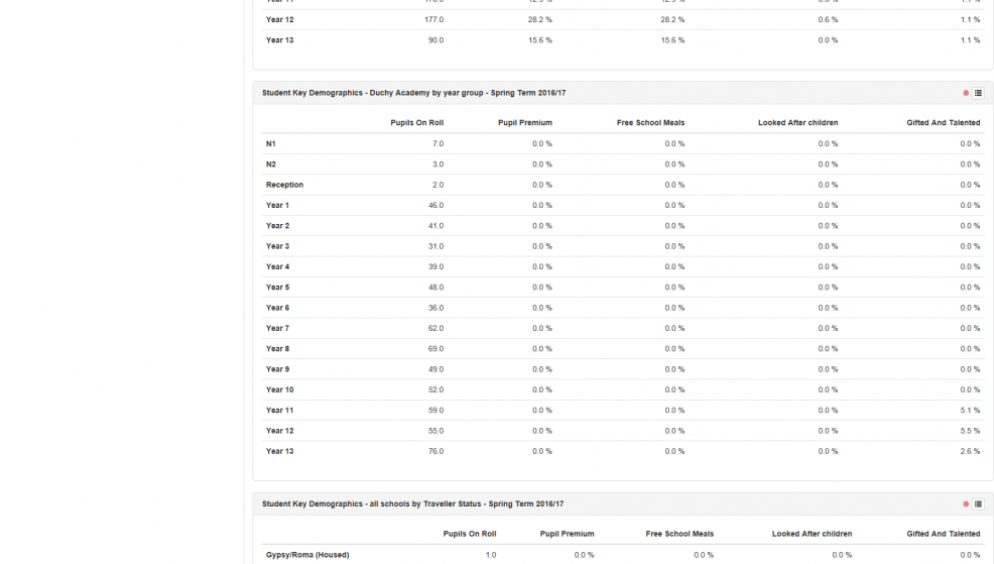 Year 12 177.0 28.2 % 28.2 % 0.6 % 1.1 %
Year 13 90.0 15.6 % 15.6 % 0.0 % 1.1 %
Student Key Demographics - Duchy Academy by year group - Spring Term 2016/17
Pupils On Roll Pupil Premium Free School Meals Looked After children Gifted And Talented
N1 7.0 0.0 % 0.0 % 0.0 % 0.0 %
N2 3.0 0.0 % 0.0 % 0.0 % 0.0 %
Reception 2.0 0.0 % 0.0 % 0.0 % 0.0 %
Year 1 46.0 0.0 % 0.0 % 0.0 % 0.0 %
Year 2 41.0 0.0 % 0.0 % 0.0 % 0.0 %
Year 3 31.0 0.0 % 0.0 % 0.0 % 0.0 %
Year 4 39.0 0.0 % 0.0 % 0.0 % 0.0 %
Year 5 48.0 0.0 % 0.0 % 0.0 % 0.0 %
Year 6 36.0 0.0 % 0.0 % 0.0 % 0.0 %
Year 7 62.0 0.0 % 0.0 % 0.0 % 0.0 %
Year 8 69.0 0.0 % 0.0 % 0.0 % 0.0 %
Year 9 49.0 0.0 % 0.0 % 0.0 % 0.0 %
Year 10 52.0 0.0 % 0.0 % 0.0 % 0.0 %
Year 11 59.0 0.0 % 0.0 % 0.0 % 5.1 %
Year 12 55.0 0.0 % 0.0 % 0.0 % 5.5 %
Year 13 76.0 0.0 % 0.0 % 0.0 % 2.6 %
Student Key Demographics - all schools by Traveller Status - Spring Term 2016/17
Pupils On Roll Pupil Premium Free School Meals Looked After children Gifted And Talented
Gypsy/Roma (Housed) 1.0 0.0 % 0.0 % 0.0 % 0.0 %